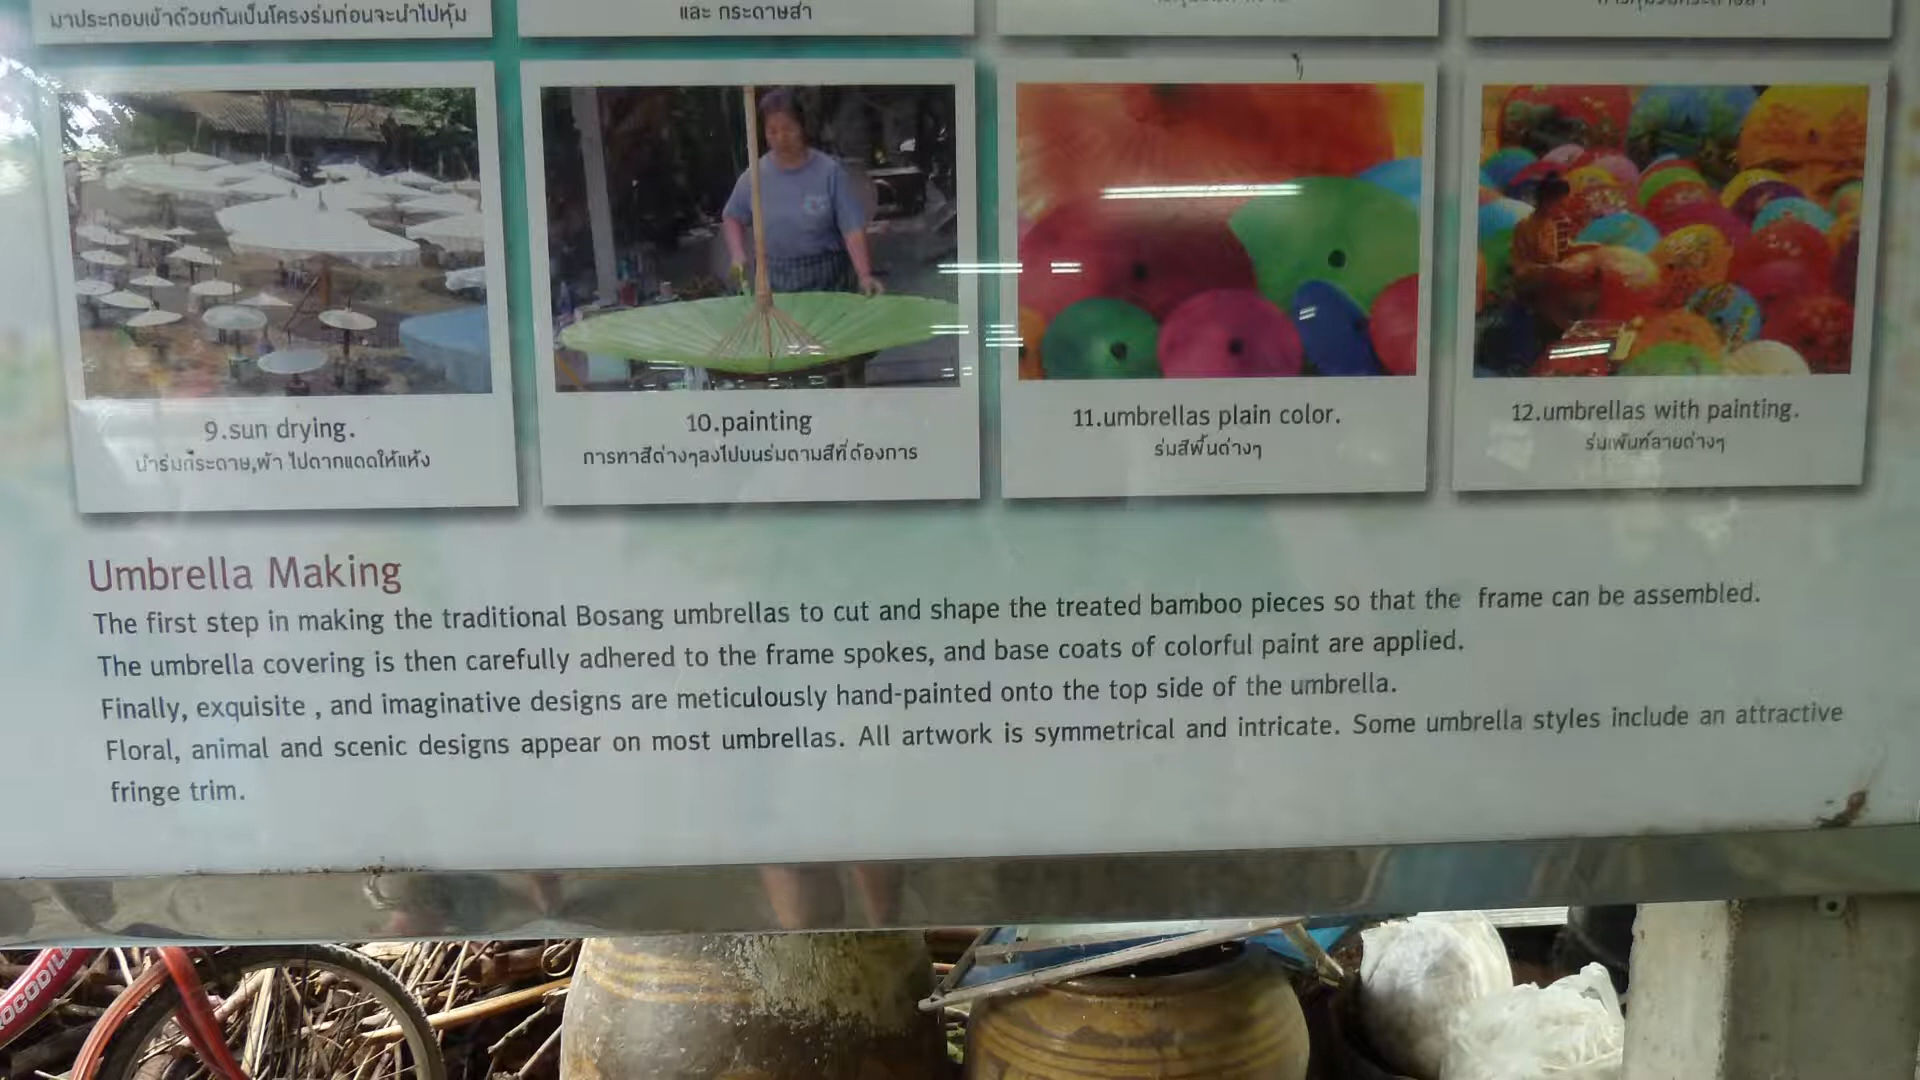 มาประกอบเข้าด้วยกันเป็นโครงร่มก่อนจะนำไปหุ้ม
และ กระดาษสา
9.sun drying.
นำร่มกระดาษ,ผ้า ไปตากแดดให้แห้ง
10.painting
การทาสีต่างๆลงไปบนร่มตามสีที่ต้องการ
11.umbrellas plain color.
ร่มสีพื้นต่างๆ
12.umbrellas with painting.
ร่มเพ้นท์ลายต่างๆ
Umbrella Making
The first step in making the traditional Bosang umbrellas to cut and shape the treated bamboo pieces so that the frame can be assembled.
The umbrella covering is then carefully adhered to the frame spokes, and base coats of colorful paint are applied.
Finally, exquisite , and imaginative designs are meticulously hand-painted onto the top side of the umbrella.
Floral, animal and scenic designs appear on most umbrellas. All artwork is symmetrical and intricate. Some umbrella styles include an attractive
fringe trim.